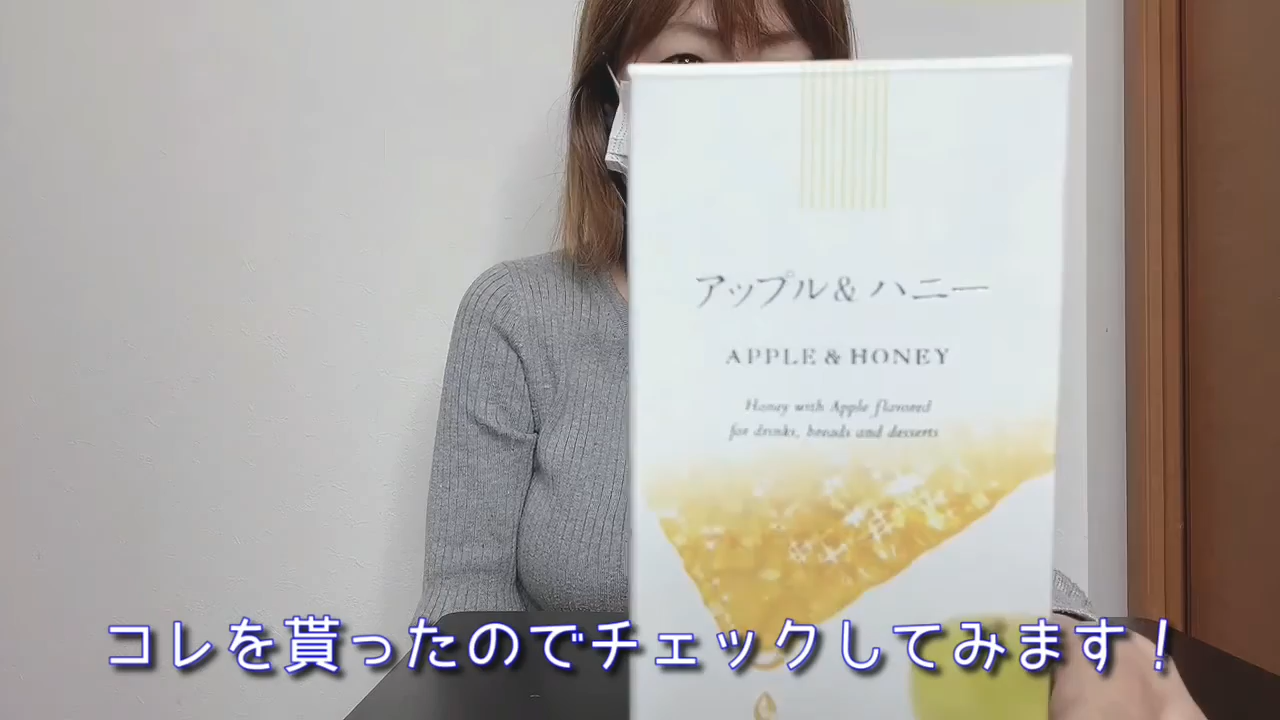 アップル & ハニー
APPLE & HONEY
Honey with Apple flavored
for drinks, breads and desserts
コレを貰ったのでチェックしてみます！